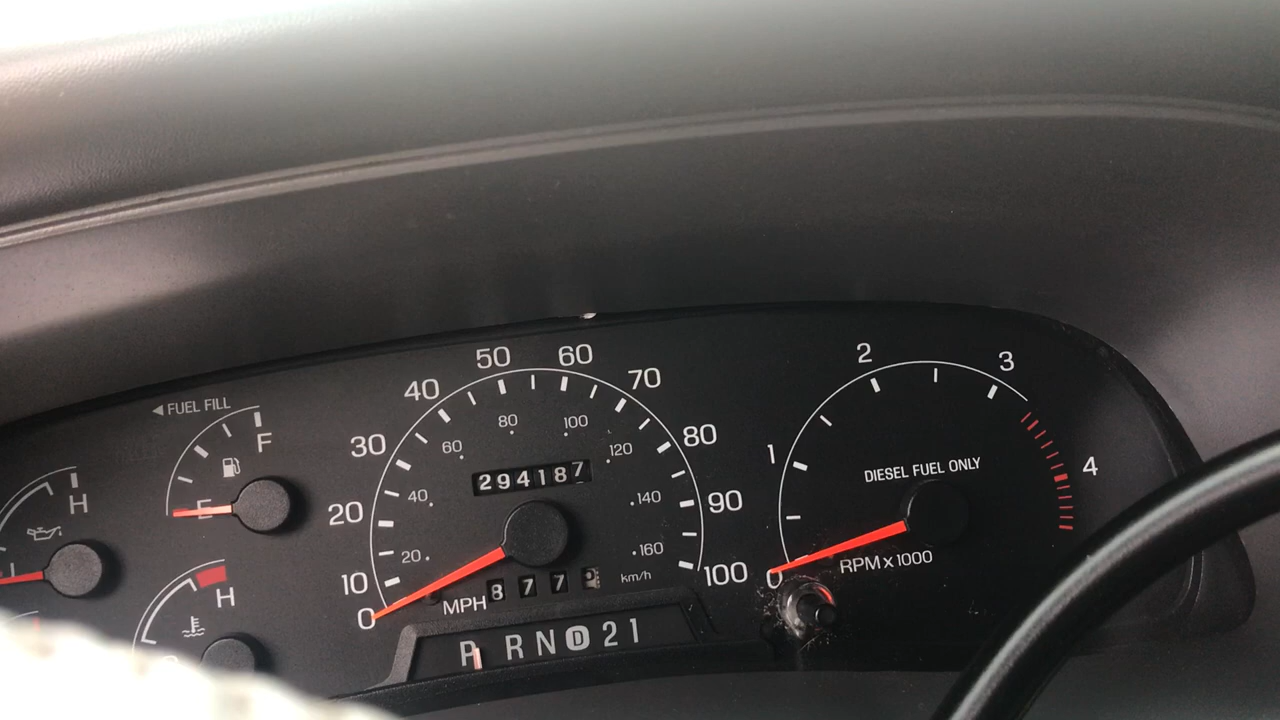 ◄ FUEL FILL
F
E
H
H
0
10
20
30
40
50
60
70
80
90
100
20
40
60
80
100
120
140
160
km/h
294187
MPH
877
P R N D 2 1
0
1
2
3
4
DIESEL FUEL ONLY
RPM x 1000